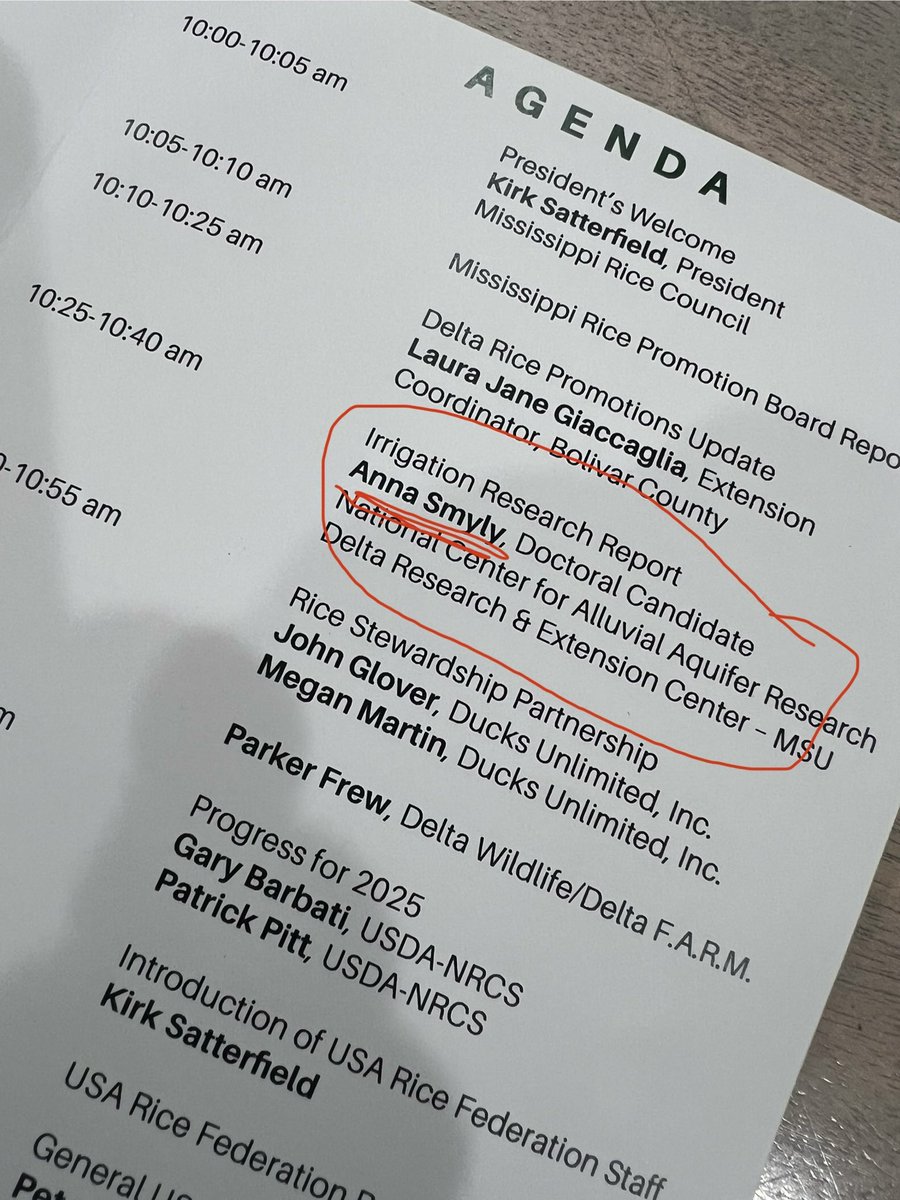 AGENDA
10:00-10:05 am
President's Welcome
Kirk Satterfield, President
Mississippi Rice Council
10:05-10:10 am
Mississippi Rice Promotion Board Repo
10:10-10:25 am
Delta Rice Promotions Update
Laura Jane Giaccaglia, Extension
Coordinator, Bolivar County
10:25-10:40 am
Irrigation Research Report
Anna Smyly, Doctoral Candidate
National Center for Alluvial Aquifer Research
Delta Research & Extension Center - MSU
0-10:55 am
Rice Stewardship Partnership
John Glover, Ducks Unlimited, Inc.
Megan Martin, Ducks Unlimited, Inc.
Parker Frew, Delta Wildlife/Delta F.A.R.M.
m
Progress for 2025
Gary Barbati, USDA-NRCS
Patrick Pitt, USDA-NRCS
Introduction of USA Rice Federation Staff
Kirk Satterfield
USA Rice Federation
General US
Pet